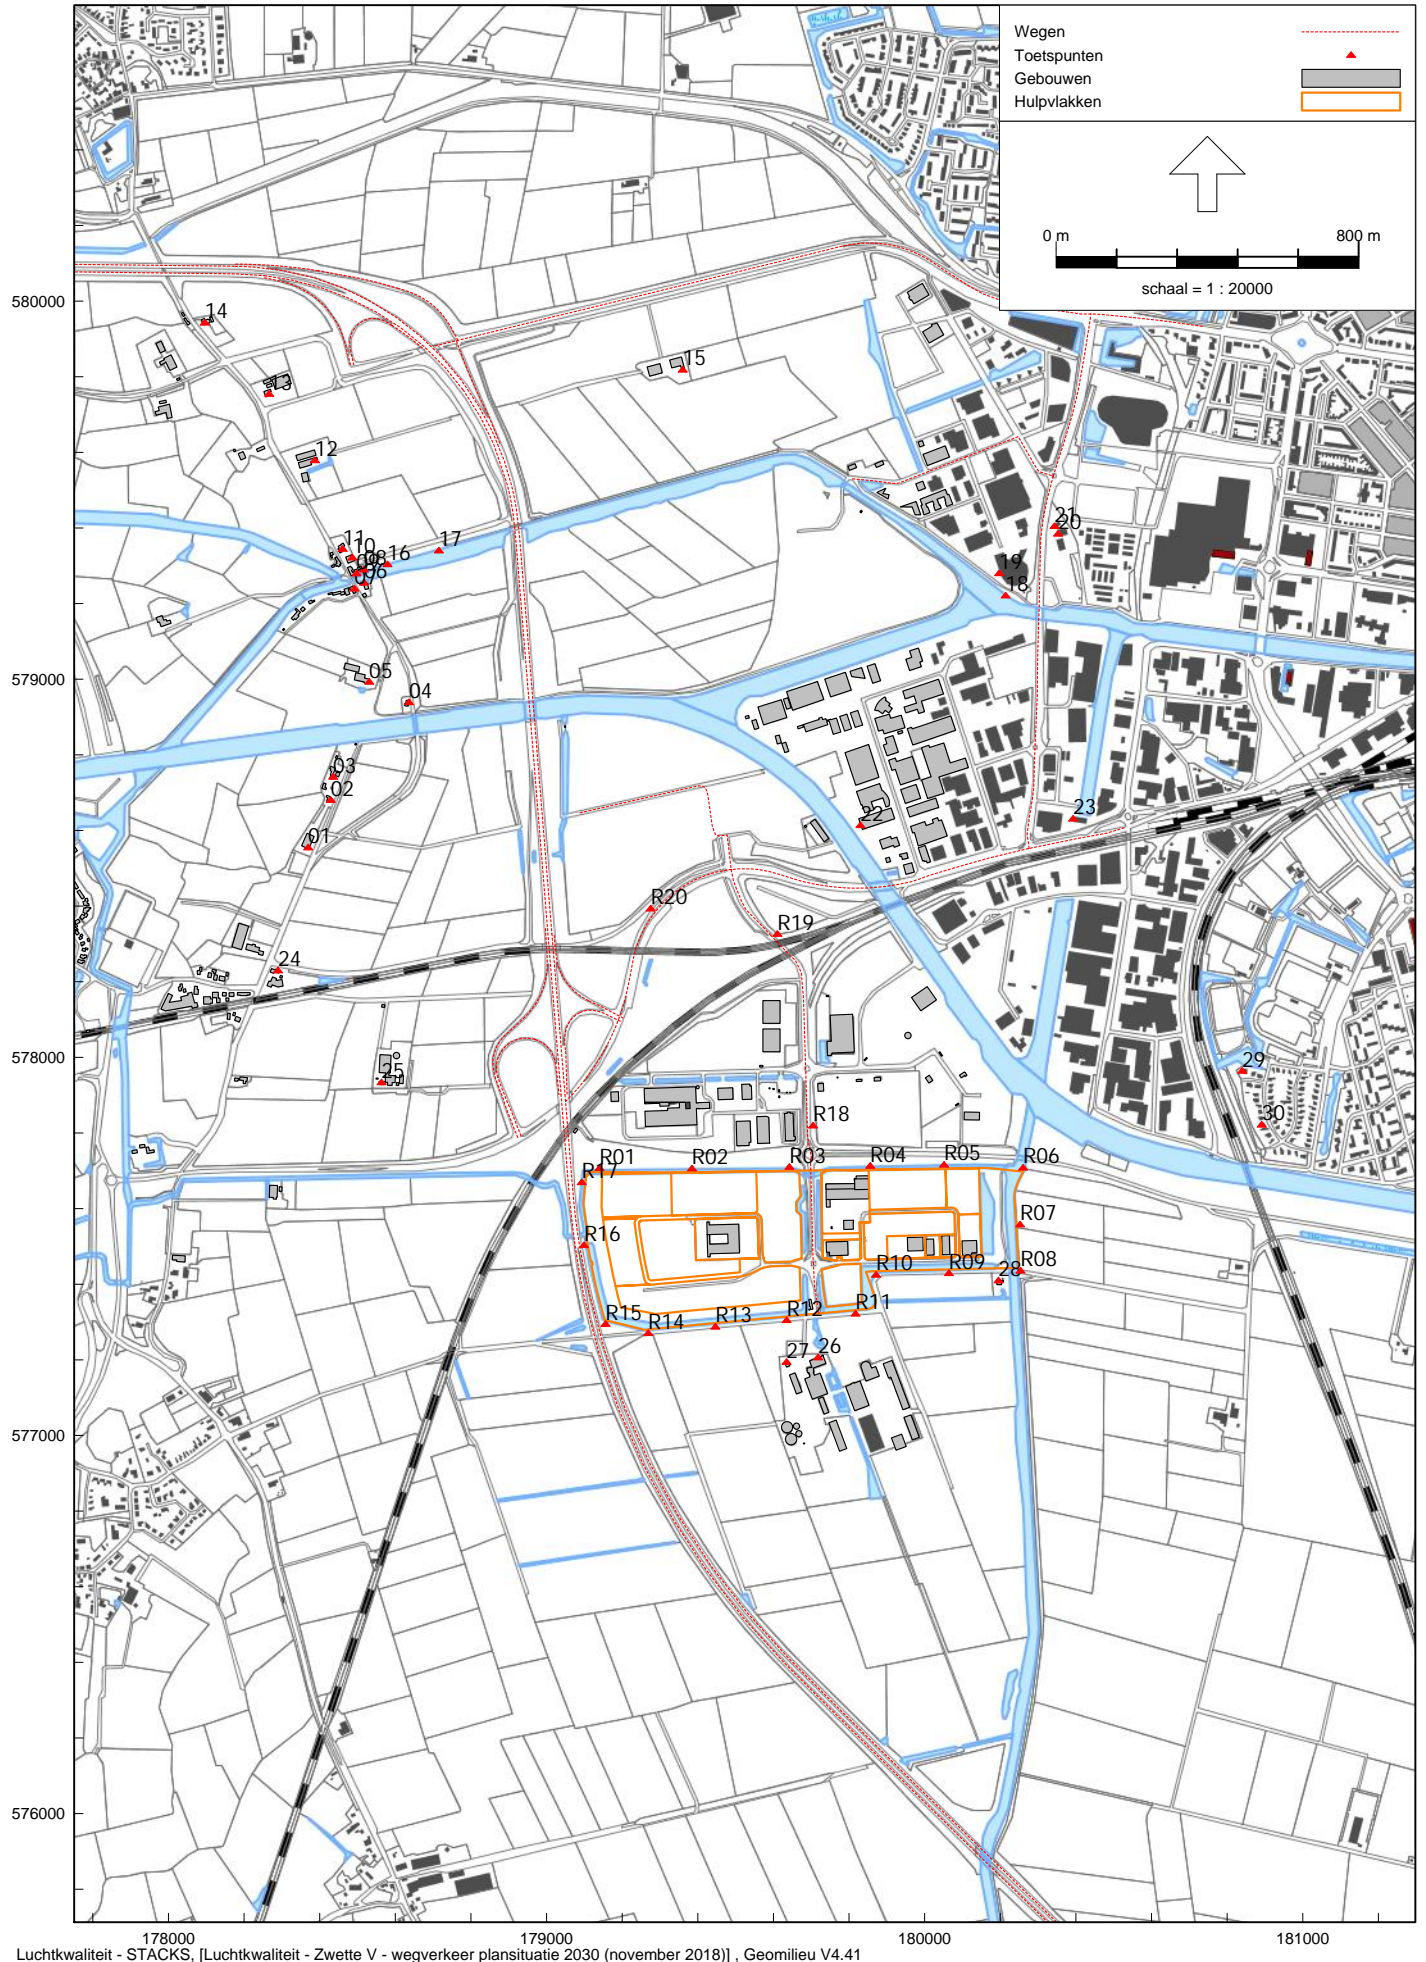 Wegen
Toetspunten
Gebouwen
Hulpvlakken
0 m 800 m
schaal = 1 : 20000
580000
14
15
13
12
21
20
11
10
17
16
08
09
06
07
19
18
579000
05
04
03
02
22
23
01
R20
R19
24
578000
25
29
30
R18
R01
R02
R03
R04
R05
R06
R17
R07
R16
R10
R09
28
R08
R15
R14
R13
R12
R11
27
26
577000
576000
178000 179000 180000 181000
Luchtkwaliteit - STACKS, [Luchtkwaliteit - Zwette V - wegverkeer plansituatie 2030 (november 2018)] , Geomilieu V4.41